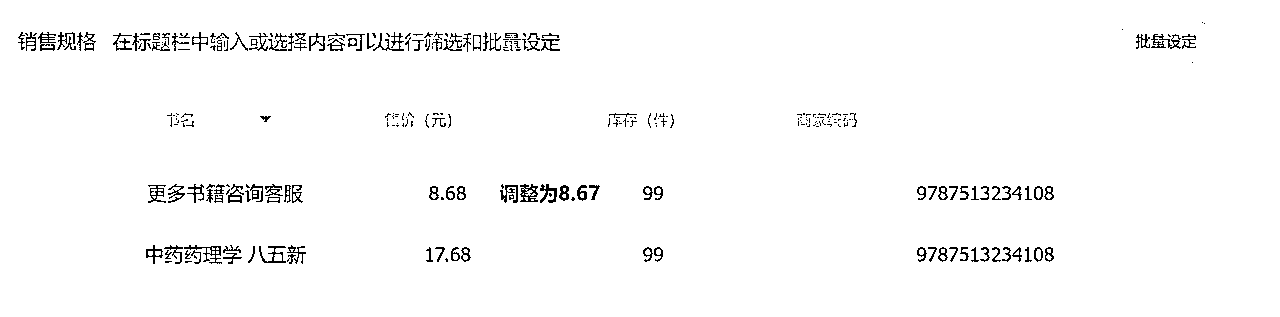 销售规格 在标题栏中输入或选择内容可以进行筛选和批量设定 批量设定
书名 售价（元） 库存（件） 商家编码
更多书籍咨询客服 8.68 调整为8.67 99 9787513234108
中药药理学 八五新 17.68 99 9787513234108